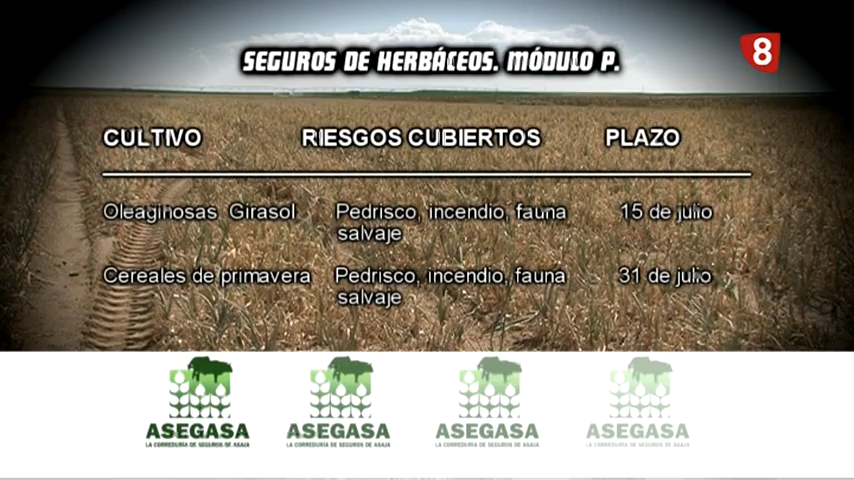 SEGUROS DE HERBÁCEOS. MÓDULO P.
8
CULTIVO RIESGOS CUBIERTOS PLAZO
Oleaginosas Girasol Pedrisco, incendio, fauna 15 de julio
salvaje
Cereales de primavera Pedrisco, incendio, fauna 31 de julio
salvaje
ASEGASA ASEGASA ASEGASA ASEGASA
LA CORREDURÍA DE SEGUROS DE ASAJA LA CORREDURÍA DE SEGUROS DE ASAJA LA CORREDURÍA DE SEGUROS DE ASAJA LA CORREDURÍA DE SEGUROS DE ASAJA